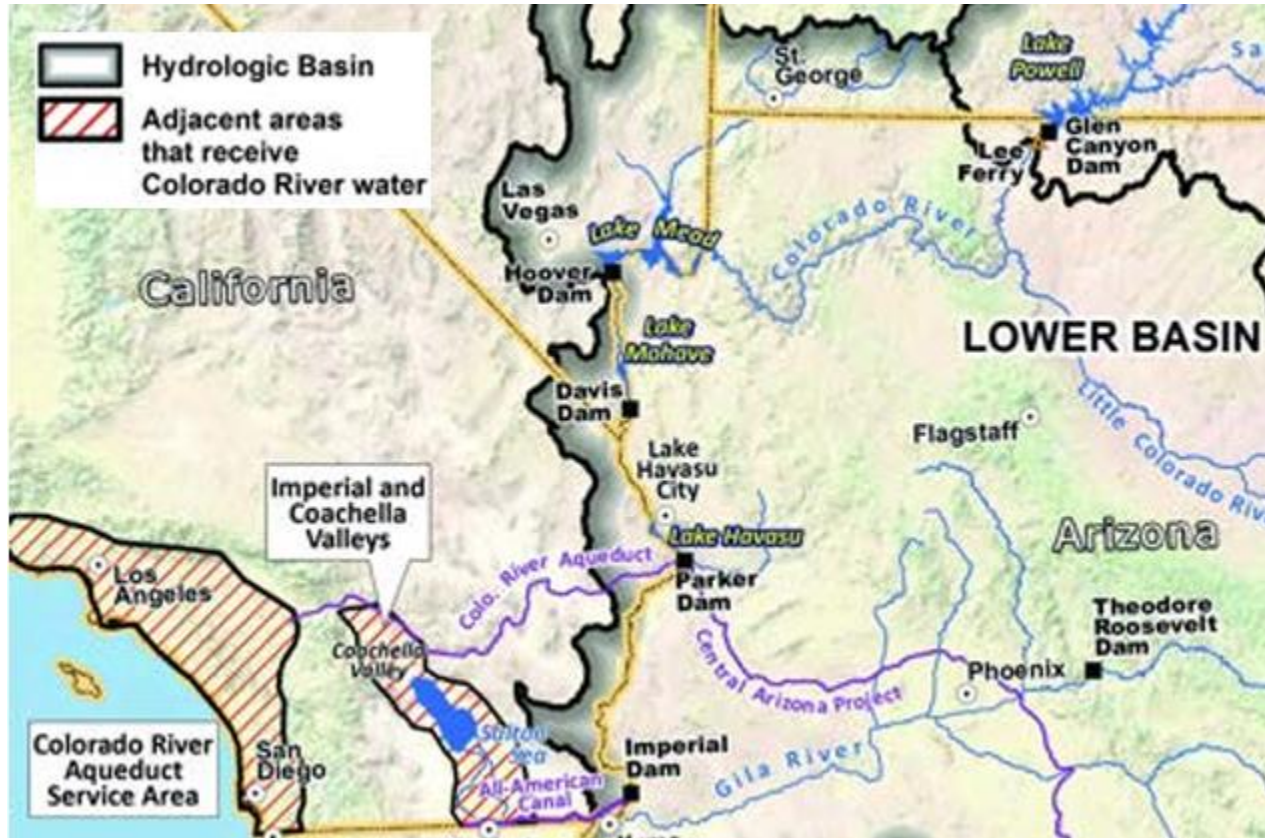 Hydrologic Basin
Adjacent areas
that receive
Colorado River water
Lake
Powell
St.
George
Glen
Canyon
Dam
Lee
Ferry
Las
Vegas
Lake Mead
Colorado River
Hoover
Dam
California
Lake
Mohave
LOWER BASIN
Davis
Dam
Flagstaff
Little Colorado
Lake
Havasu
City
Imperial and
Coachella
Valleys
Lake Havasu
Arizona
Colo. River Aqueduct
Los
Angeles
Parker
Dam
Theodore
Roosevelt
Dam
Coachella
Valley
Central Arizona Project
Phoenix
Colorado River
Aqueduct
Service Area
San
Diego
Salton
Sea
Imperial
Dam
All-American
Canal
Gila River